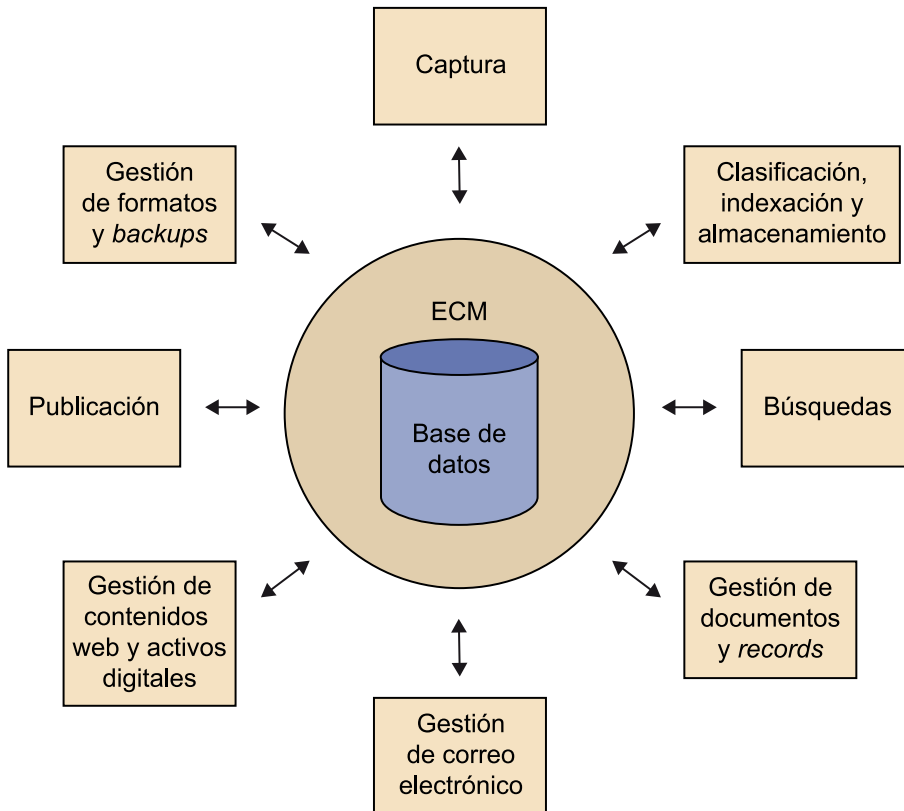 Captura
Gestión
de formatos
y backups
Clasificación,
indexación y
almacenamiento
ECM
Base de
datos
Publicación
Búsquedas
Gestión de
contenidos
web y activos
digitales
Gestión de
documentos
y records
Gestión
de correo
electrónico